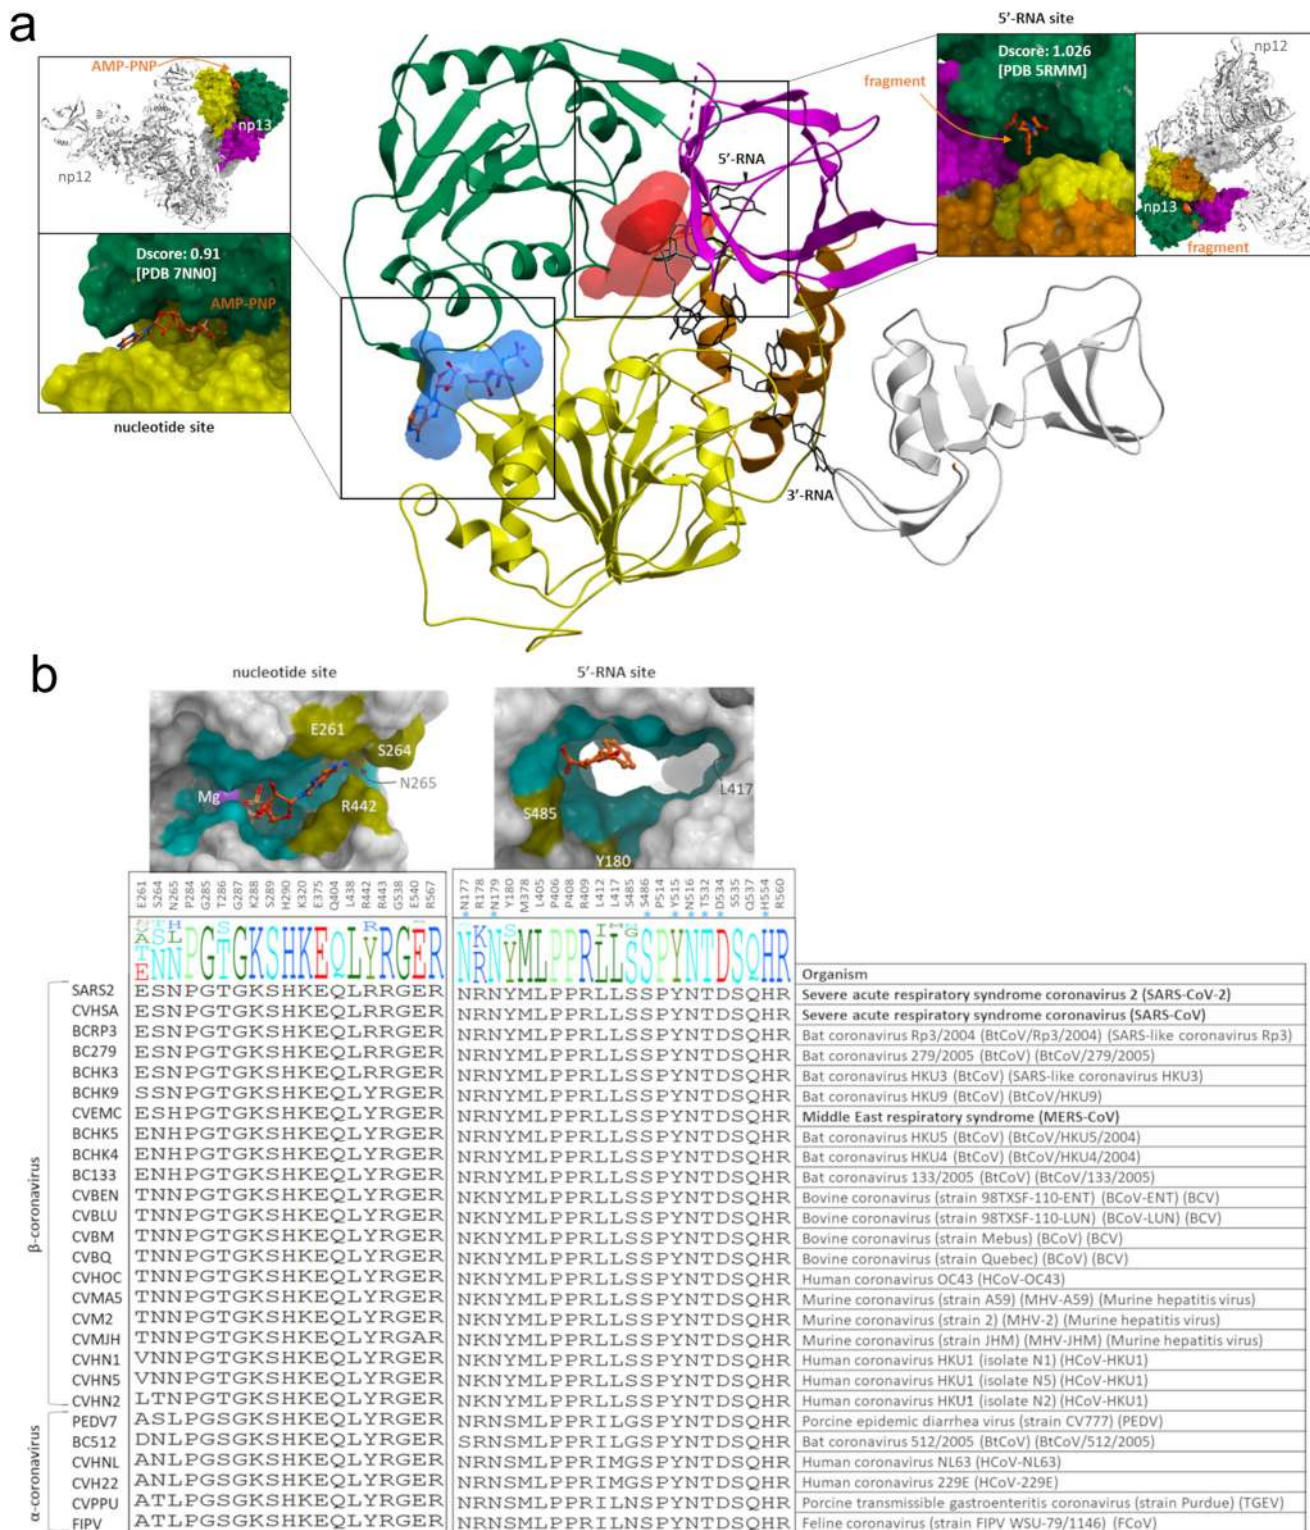 a
5'-RNA site
AMP-PNP
np13
np12
Dscore: 0.91
[PDB 7NN0]
AMP-PNP
nucleotide site
5'-RNA
3'-RNA
fragment
Dscore: 1.026
[PDB 5RMM]
np12
np13
fragment
b
nucleotide site
5'-RNA site
E261
S264
N265
Mg
R442
L417
S485
Y180
E261 S264 N265 P284 G285 T286 G287 K288 S289 H290 K320 E375 Q404 L438 R442 R443 G538 E540 R567
N177 R178 N179 Y180 M378 L405 P406 P408 R409 L412 L417 S485 S486 P514 Y515 N516 T532 D534 S535 Q537 H554 R560
Organism
β-coronavirus
SARS2 ESNPGTGKSHKEQLRRGER NRNYMLPPRLLSSPYNTDSQHR Severe acute respiratory syndrome coronavirus 2 (SARS-CoV-2)
CVHSA ESNPGTGKSHKEQLRRGER NRNYMLPPRLLSSPYNTDSQHR Severe acute respiratory syndrome coronavirus (SARS-CoV)
BCRP3 ESNPGTGKSHKEQLRRGER NRNYMLPPRLLSSPYNTDSQHR Bat coronavirus Rp3/2004 (BtCoV/Rp3/2004) (SARS-like coronavirus Rp3)
BC279 ESNPGTGKSHKEQLRRGER NRNYMLPPRLLSSPYNTDSQHR Bat coronavirus 279/2005 (BtCoV) (BtCoV/279/2005)
BCHK3 ESNPGTGKSHKEQLRRGER NRNYMLPPRLLSSPYNTDSQHR Bat coronavirus HKU3 (BtCoV) (SARS-like coronavirus HKU3)
BCHK9 SSNPGTGKSHKEQLYRGER NRNYMLPPRLLSSPYNTDSQHR Bat coronavirus HKU9 (BtCoV) (BtCoV/HKU9)
CVEMC ESHPGTGKSHKEQLYRGER NRNYMLPPRLLSSPYNTDSQHR Middle East respiratory syndrome (MERS-CoV)
BCHK5 ENHPGTGKSHKEQLYRGER NRNYMLPPRLLSSPYNTDSQHR Bat coronavirus HKU5 (BtCoV) (BtCoV/HKU5/2004)
BCHK4 ENHPGTGKSHKEQLYRGER NRNYMLPPRLLSSPYNTDSQHR Bat coronavirus HKU4 (BtCoV) (BtCoV/HKU4/2004)
BC133 ENHPGTGKSHKEQLYRGER NRNYMLPPRLLSSPYNTDSQHR Bat coronavirus 133/2005 (BtCoV) (BtCoV/133/2005)
CVBEN TNNPGTGKSHKEQLYRGER NKNYMLPPRLLSSPYNTDSQHR Bovine coronavirus (strain 98TXSF-110-ENT) (BCoV-ENT) (BCV)
CVBLU TNNPGTGKSHKEQLYRGER NKNYMLPPRLLSSPYNTDSQHR Bovine coronavirus (strain 98TXSF-110-LUN) (BCoV-LUN) (BCV)
CVBM TNNPGTGKSHKEQLYRGER NKNYMLPPRLLSSPYNTDSQHR Bovine coronavirus (strain Mebus) (BCoV) (BCV)
CVBQ TNNPGTGKSHKEQLYRGER NKNYMLPPRLLSSPYNTDSQHR Bovine coronavirus (strain Quebec) (BCoV) (BCV)
CVHOC TNNPGTGKSHKEQLYRGER NKNYMLPPRLLSSPYNTDSQHR Human coronavirus OC43 (HCoV-OC43)
CVMA5 TNNPGTGKSHKEQLYRGER NKNYMLPPRLLSSPYNTDSQHR Murine coronavirus (strain A59) (MHV-A59) (Murine hepatitis virus)
CVM2 TNNPGTGKSHKEQLYRGER NKNYMLPPRLLSSPYNTDSQHR Murine coronavirus (strain 2) (MHV-2) (Murine hepatitis virus)
CVMJH TNNPGTGKSHKEQLYRGAR NKNYMLPPRLLSSPYNTDSQHR Murine coronavirus (strain JHM) (MHV-JHM) (Murine hepatitis virus)
CVHN1 VNNPGTGKSHKEQLYRGER NKNYMLPPRLLSSPYNTDSQHR Human coronavirus HKU1 (isolate N1) (HCoV-HKU1)
CVHN5 VNNPGTGKSHKEQLYRGER NKNYMLPPRLLSSPYNTDSQHR Human coronavirus HKU1 (isolate N5) (HCoV-HKU1)
CVHN2 LTNPGTGKSHKEQLYRGER NKNYMLPPRLLSSPYNTDSQHR Human coronavirus HKU1 (isolate N2) (HCoV-HKU1)
α-coronavirus
PEDV7 ASLPGSGKSHKEQLYRGER NRNSMLPPRILGSPYNTDSQHR Porcine epidemic diarrhea virus (strain CV777) (PEDV)
BC512 DNLPGSGKSHKEQLYRGER SRNSMLPPRILGSPYNTDSQHR Bat coronavirus 512/2005 (BtCoV) (BtCoV/512/2005)
CVHNL ANLPGSGKSHKEQLYRGER NRNSMLPPRIMGSPYNTDSQHR Human coronavirus NL63 (HCoV-NL63)
CVH22 ANLPGSGKSHKEQLYRGER NRNSMLPPRIMGSPYNTDSQHR Human coronavirus 229E (HCoV-229E)
CVPPU ATLPGSGKSHKEQLYRGER NRNSMLPPRILNSPYNTDSQHR Porcine transmissible gastroenteritis coronavirus (strain Purdue) (TGEV)
FIPV ATLPGSGKSHKEQLYRGER NRNSMLPPRILNSPYNTDSQHR Feline coronavirus (strain FIPV WSU-79/1146) (FCoV)